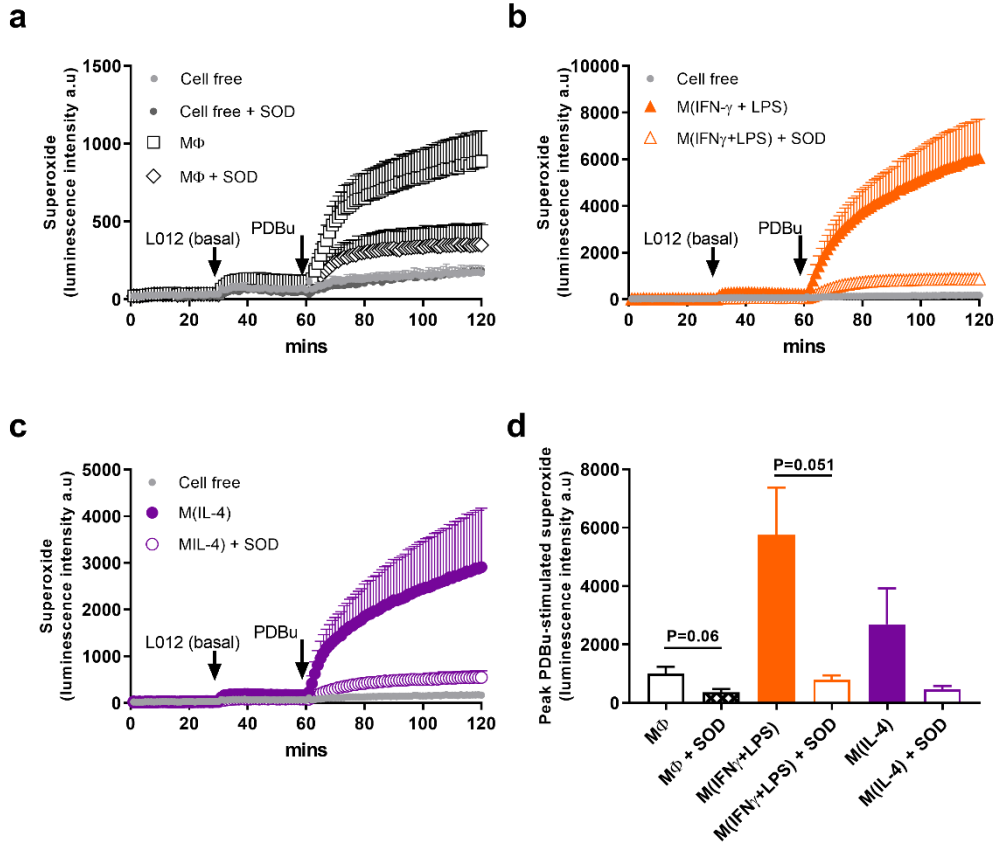 a
Superoxide
(luminescence intensity a.u)
1500
1000
500
0
Cell free
Cell free + SOD
MΦ
MΦ + SOD
L012 (basal)
PDBu
0 20 40 60 80 100 120
mins
b
Superoxide
(luminescence intensity a.u)
10000
8000
6000
4000
2000
0
Cell free
M(IFN-γ + LPS)
M(IFNγ+LPS) + SOD
L012 (basal)
PDBu
0 20 40 60 80 100 120
mins
c
Superoxide
(luminescence intensity a.u)
5000
4000
3000
2000
1000
0
Cell free
M(IL-4)
MIL-4) + SOD
L012 (basal)
PDBu
0 20 40 60 80 100 120
mins
d
Peak PDBu-stimulated superoxide
(luminescence intensity a.u)
8000
6000
4000
2000
0
P=0.06
P=0.051
MΦ
MΦ + SOD
M(IFNγ+LPS)
M(IFNγ+LPS) + SOD
M(IL-4)
M(IL-4) + SOD